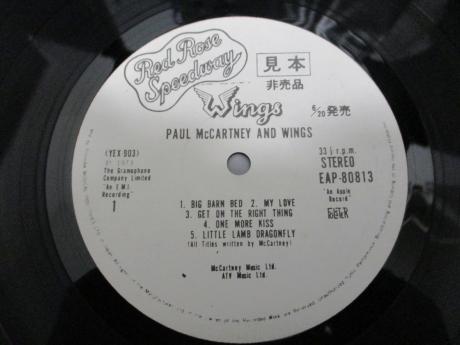 Red Rose
Speedway
見本
非売品
Wings
6/20発売
PAUL McCARTNEY AND WINGS
(YEX·903)
℗ 1973
The Gramophone
Company Limited
"An E.M.I.
Recording"
1
33⅓ r.p.m.
STEREO
EAP-80813
"An Apple
Record"
1. BIG BARN BED 2. MY LOVE
3. GET ON THE RIGHT THING
4. ONE MORE KISS
5. LITTLE LAMB DRAGONFLY
(All Titles written by McCartney)
McCartney Music Ltd.
ATV Music Ltd.